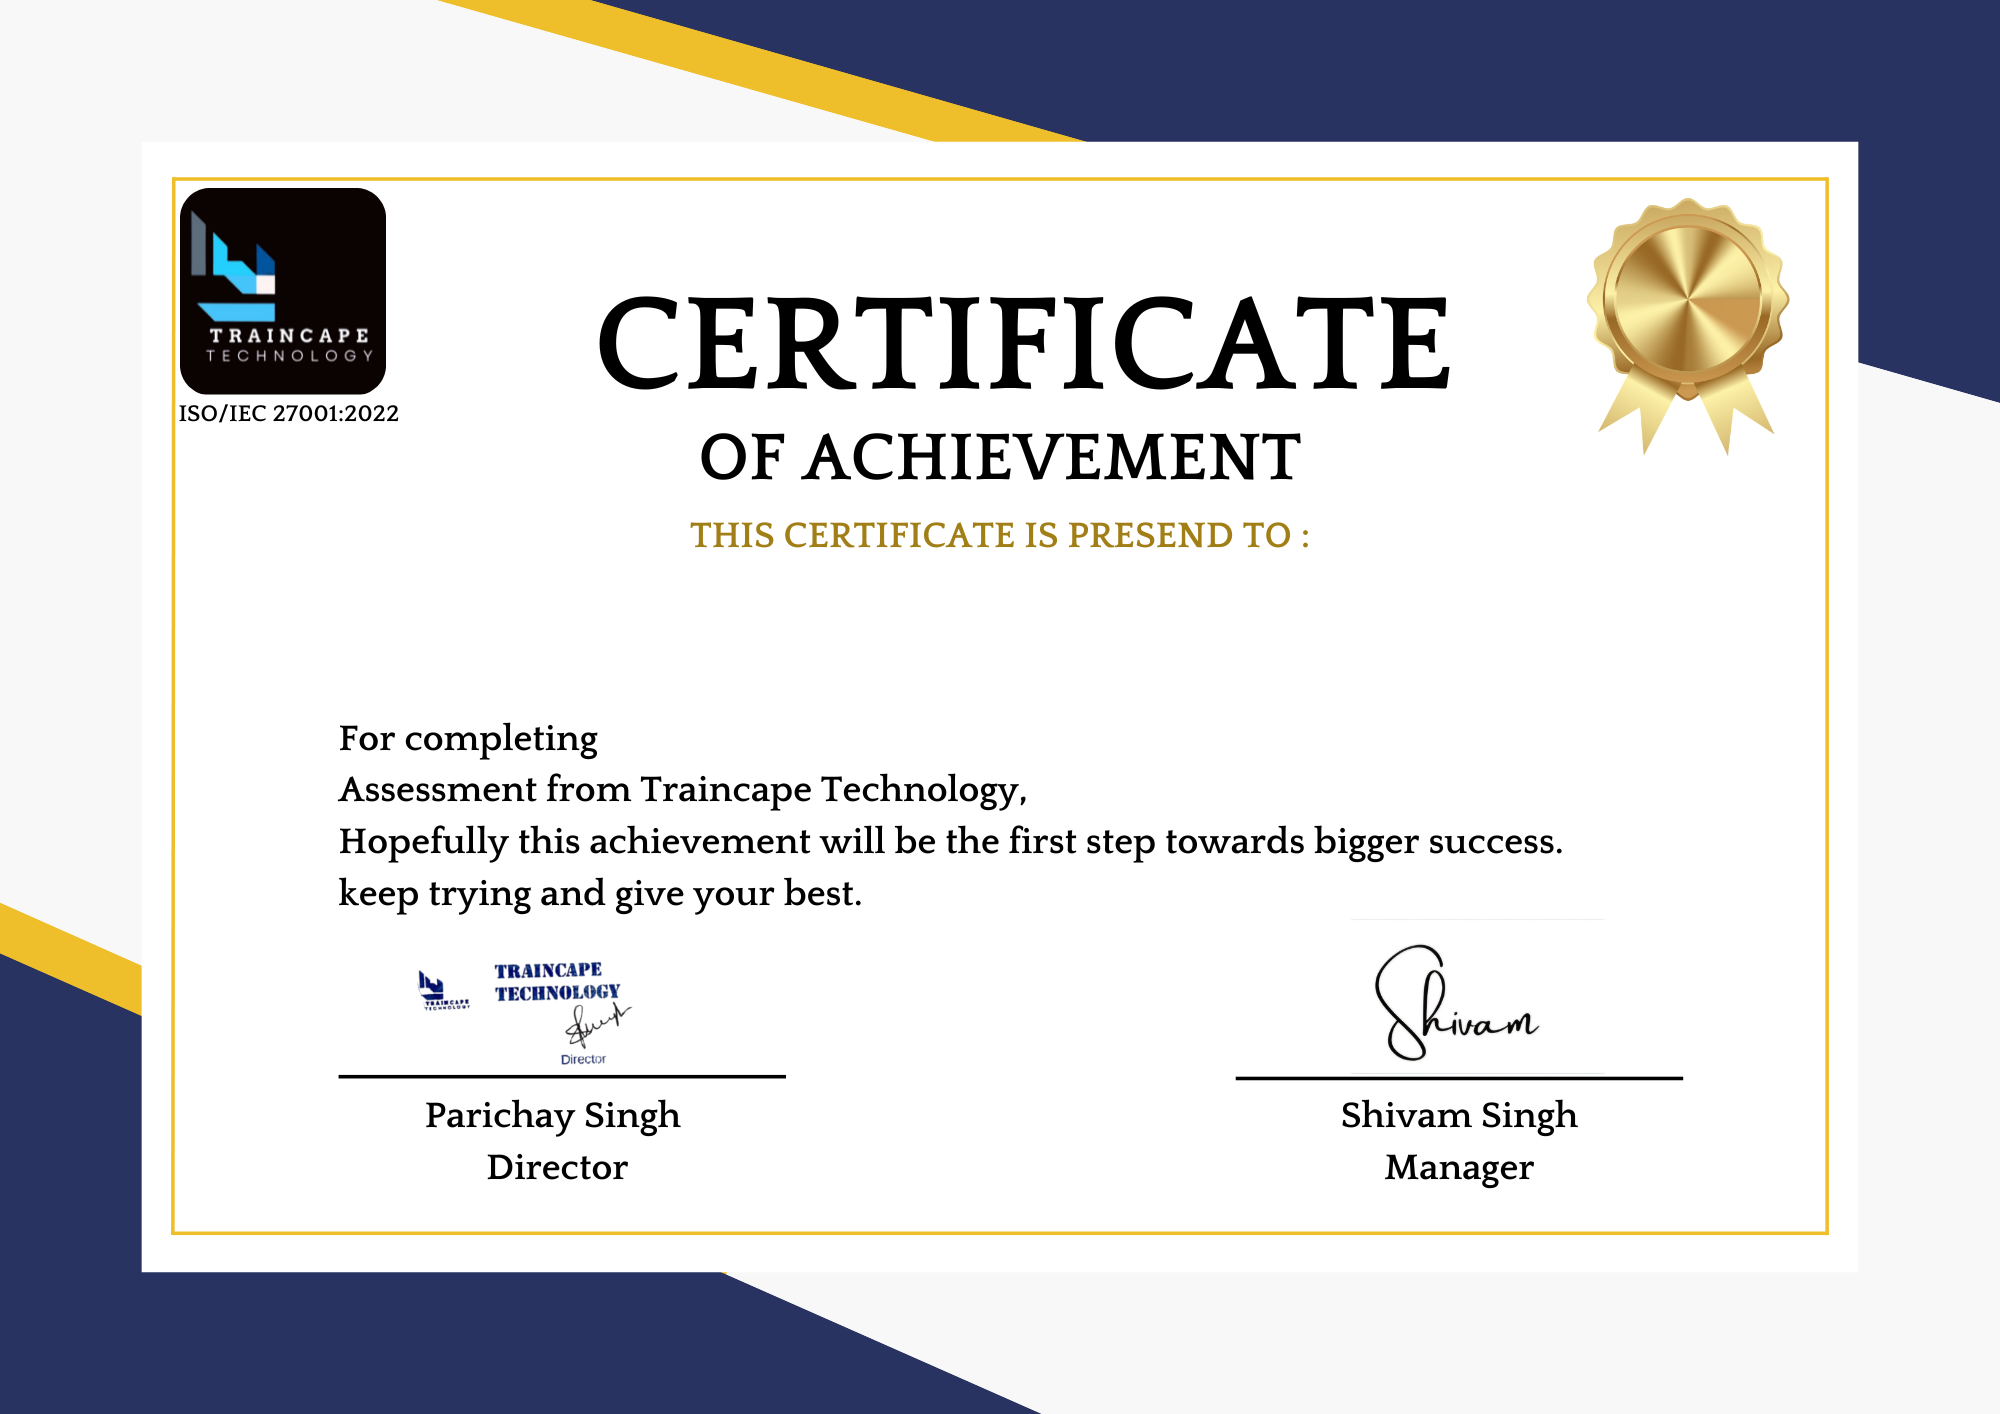 TRAINCAPE
TECHNOLOGY
ISO/IEC 27001:2022
CERTIFICATE
OF ACHIEVEMENT
THIS CERTIFICATE IS PRESEND TO :
For completing
Assessment from Traincape Technology,
Hopefully this achievement will be the first step towards bigger success.
keep trying and give your best.
TRAINCAPE
TECHNOLOGY
TRAINCAPE
TECHNOLOGY
Director
Shivam
Parichay Singh
Director
Shivam Singh
Manager